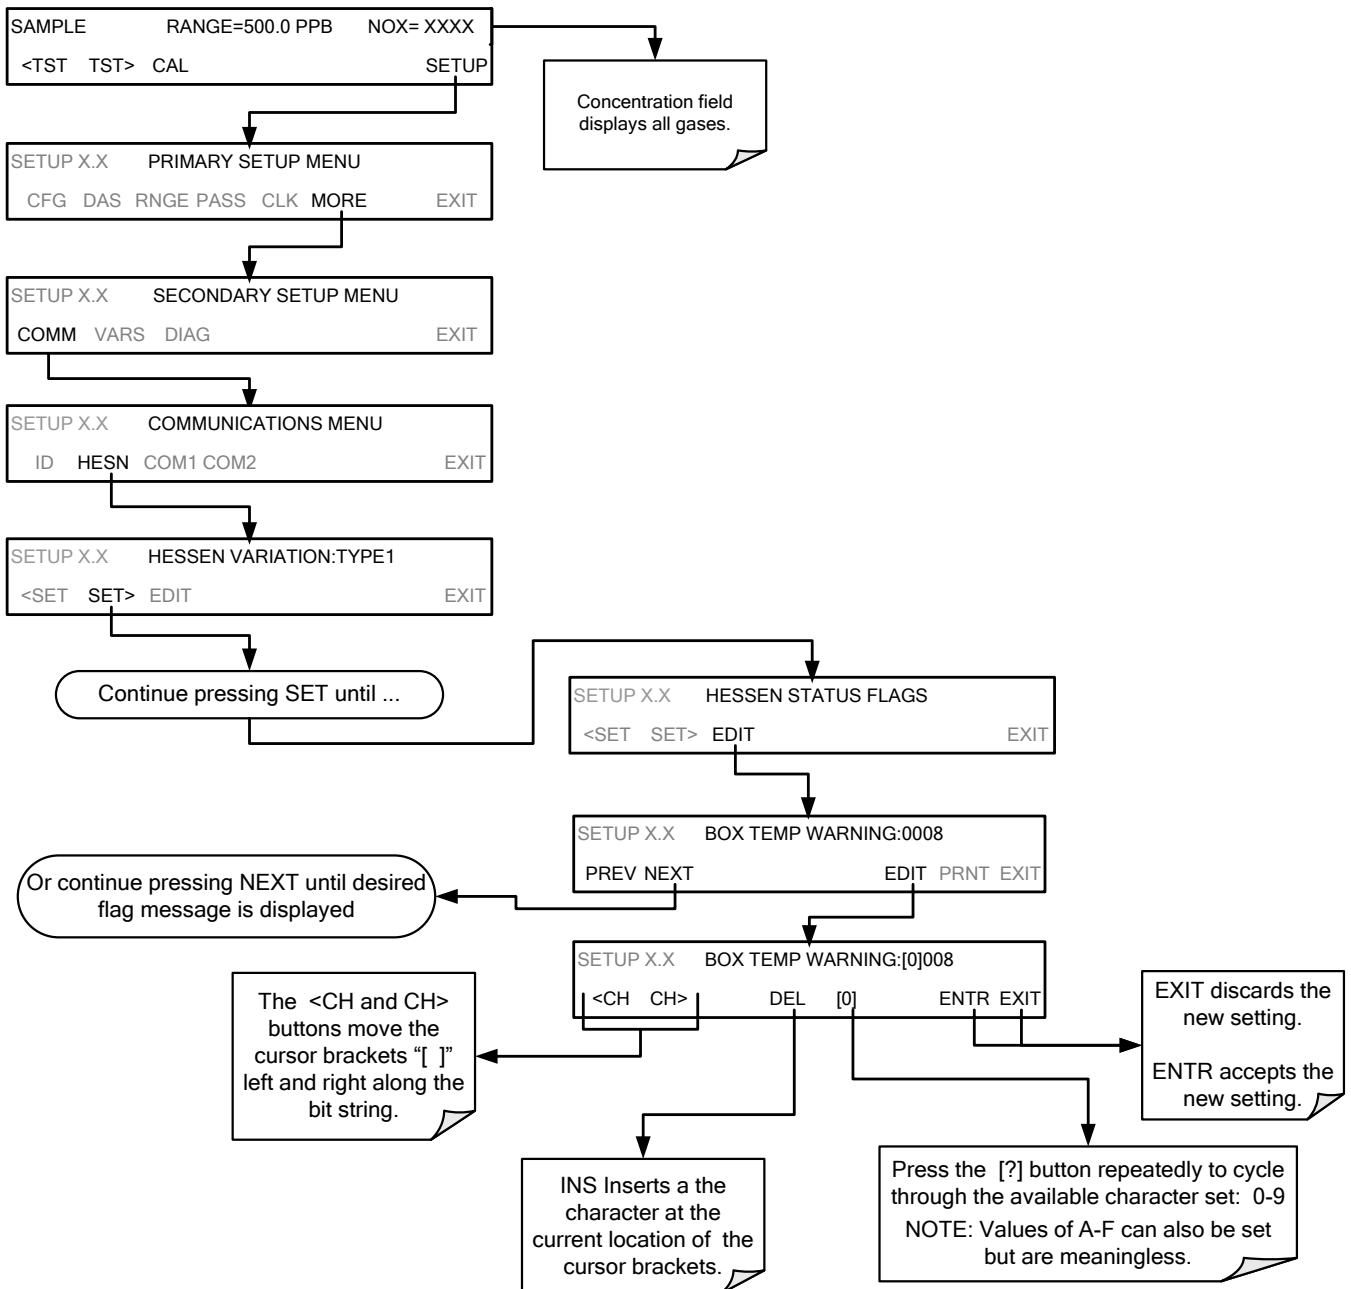 SAMPLE RANGE=500.0 PPB NOX= XXXX
<TST TST> CAL SETUP
Concentration field
displays all gases.
SETUP X.X PRIMARY SETUP MENU
CFG DAS RNGE PASS CLK MORE EXIT
SETUP X.X SECONDARY SETUP MENU
COMM VARS DIAG EXIT
SETUP X.X COMMUNICATIONS MENU
ID HESN COM1 COM2 EXIT
SETUP X.X HESSEN VARIATION:TYPE1
<SET SET> EDIT EXIT
Continue pressing SET until ...
SETUP X.X HESSEN STATUS FLAGS
<SET SET> EDIT EXIT
SETUP X.X BOX TEMP WARNING:0008
PREV NEXT EDIT PRNT EXIT
Or continue pressing NEXT until desired
flag message is displayed
SETUP X.X BOX TEMP WARNING:[0]008
<CH CH> DEL [0] ENTR EXIT
The <CH and CH>
buttons move the
cursor brackets “[ ]”
left and right along the
bit string.
EXIT discards the
new setting.
ENTR accepts the
new setting.
INS Inserts a the
character at the
current location of the
cursor brackets.
Press the [?] button repeatedly to cycle
through the available character set: 0-9
NOTE: Values of A-F can also be set
but are meaningless.